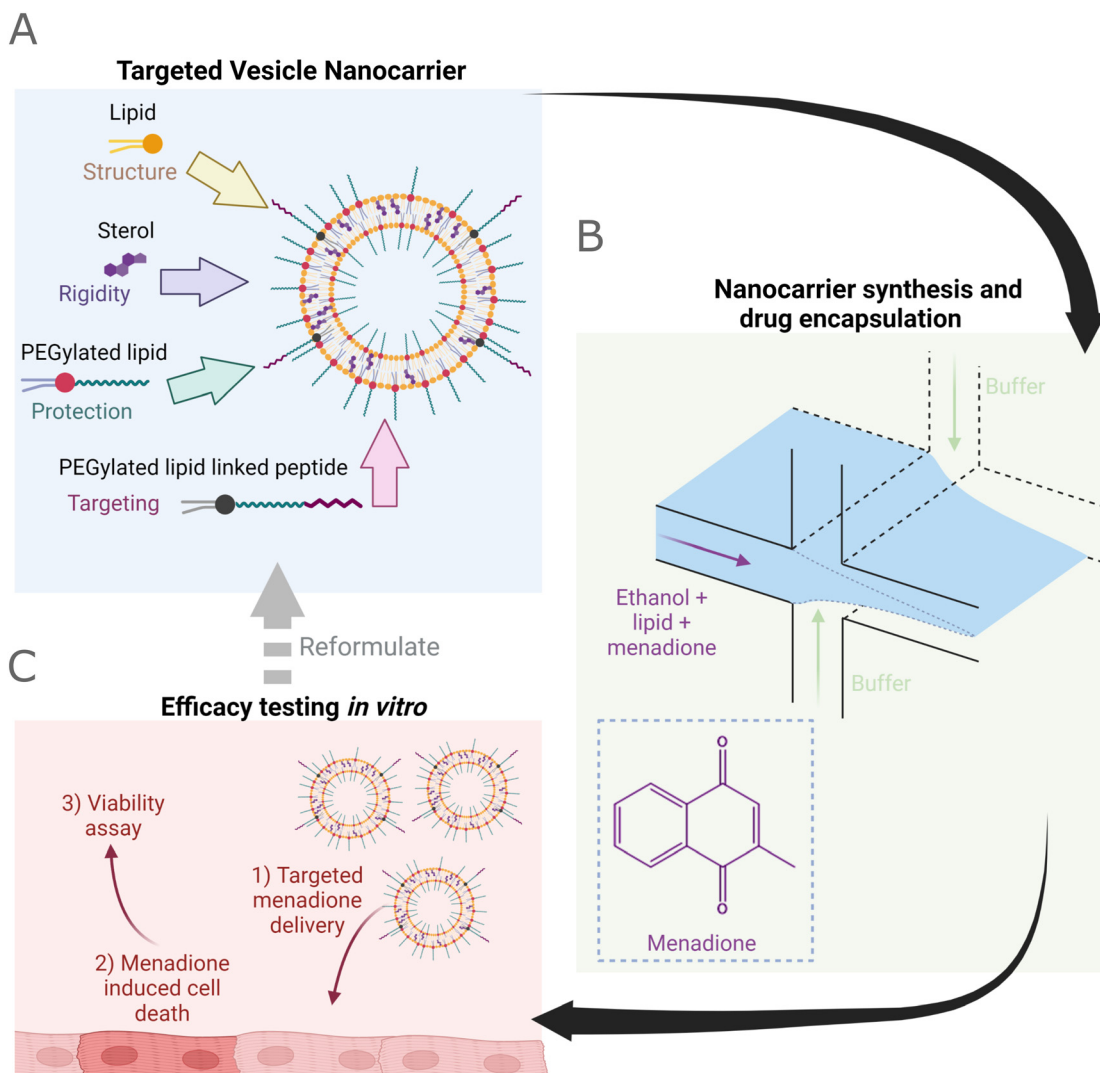 A
Targeted Vesicle Nanocarrier
Lipid
Structure
Sterol
Rigidity
PEGylated lipid
Protection
PEGylated lipid linked peptide
Targeting
B
Nanocarrier synthesis and
drug encapsulation
Buffer
Ethanol +
lipid +
menadione
Buffer
O
O
Menadione
Reformulate
C
Efficacy testing in vitro
3) Viability
assay
1) Targeted
menadione
delivery
2) Menadione
induced cell
death